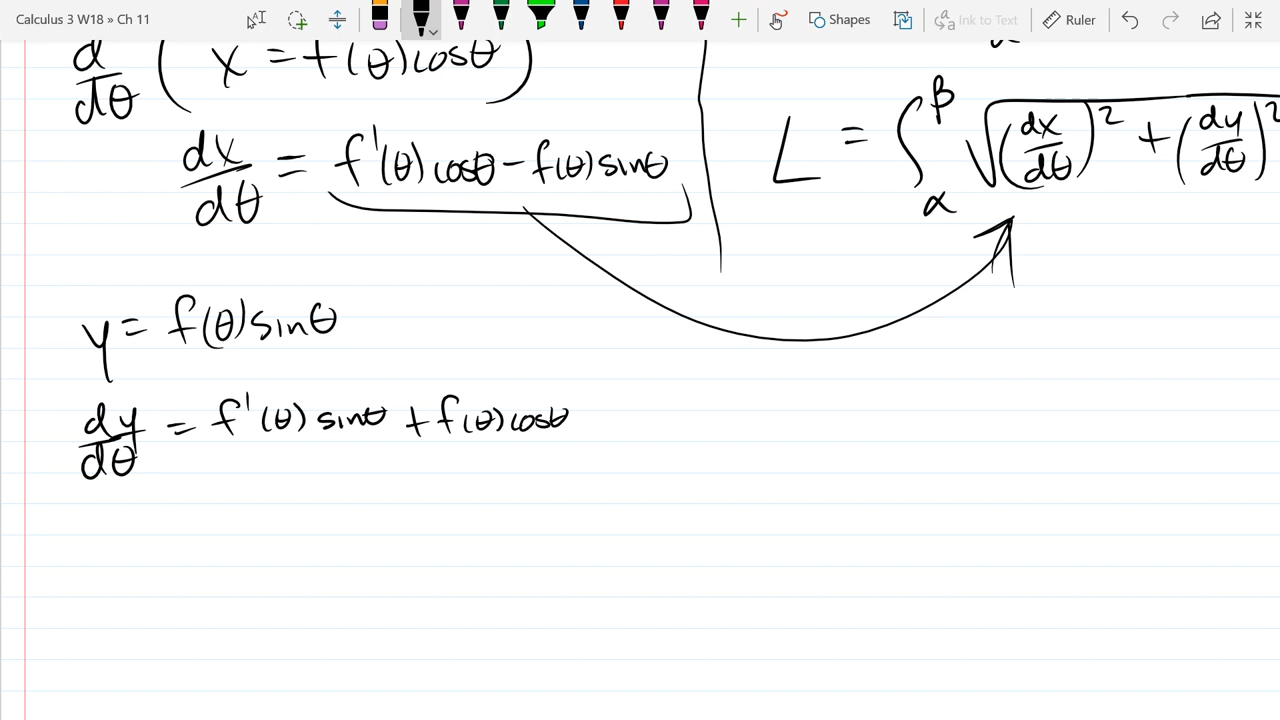 Calculus 3 W18 » Ch 11
Shapes
Ink to Text
Ruler
d/dθ ( x = f(θ)cosθ )
dx/dθ = f'(θ)cosθ - f(θ)sinθ
L = ∫_α^β √((dx/dθ)² + (dy/dθ)²
y = f(θ)sinθ
dy/dθ = f'(θ)sinθ + f(θ)cosθ